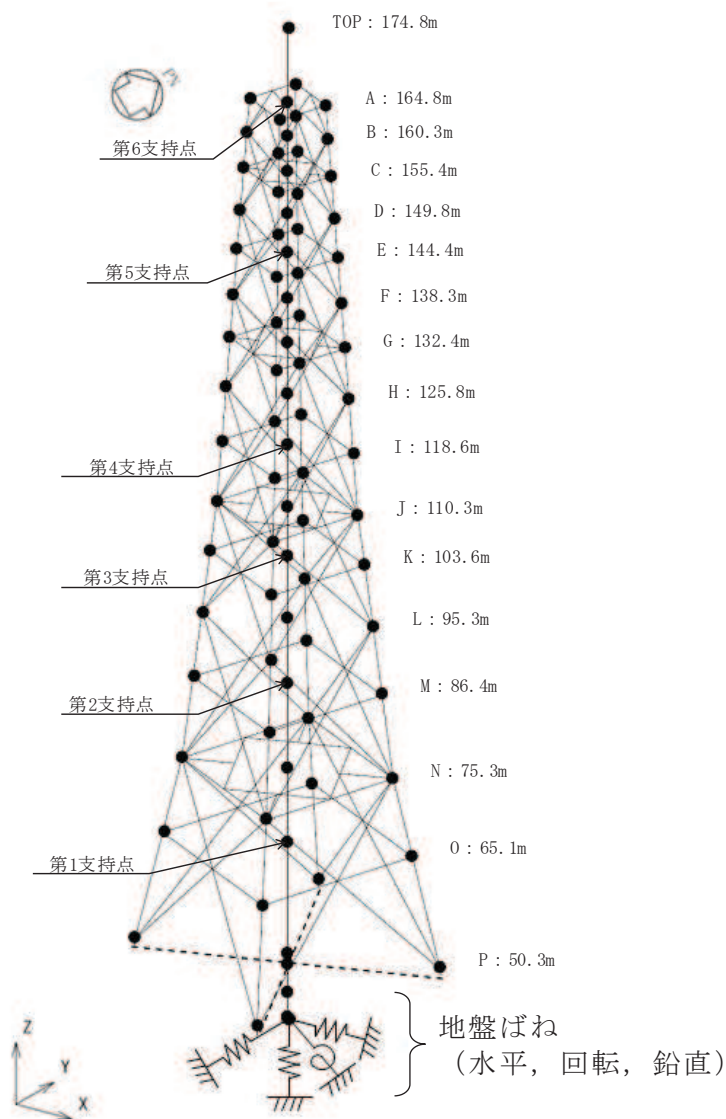 TOP : 174.8m
PN
A : 164.8m
B : 160.3m
第6支持点
C : 155.4m
D : 149.8m
E : 144.4m
第5支持点
F : 138.3m
G : 132.4m
H : 125.8m
I : 118.6m
第4支持点
J : 110.3m
K : 103.6m
第3支持点
L : 95.3m
M : 86.4m
第2支持点
N : 75.3m
O : 65.1m
第1支持点
P : 50.3m
地盤ばね
（水平，回転，鉛直）
Z
Y
X